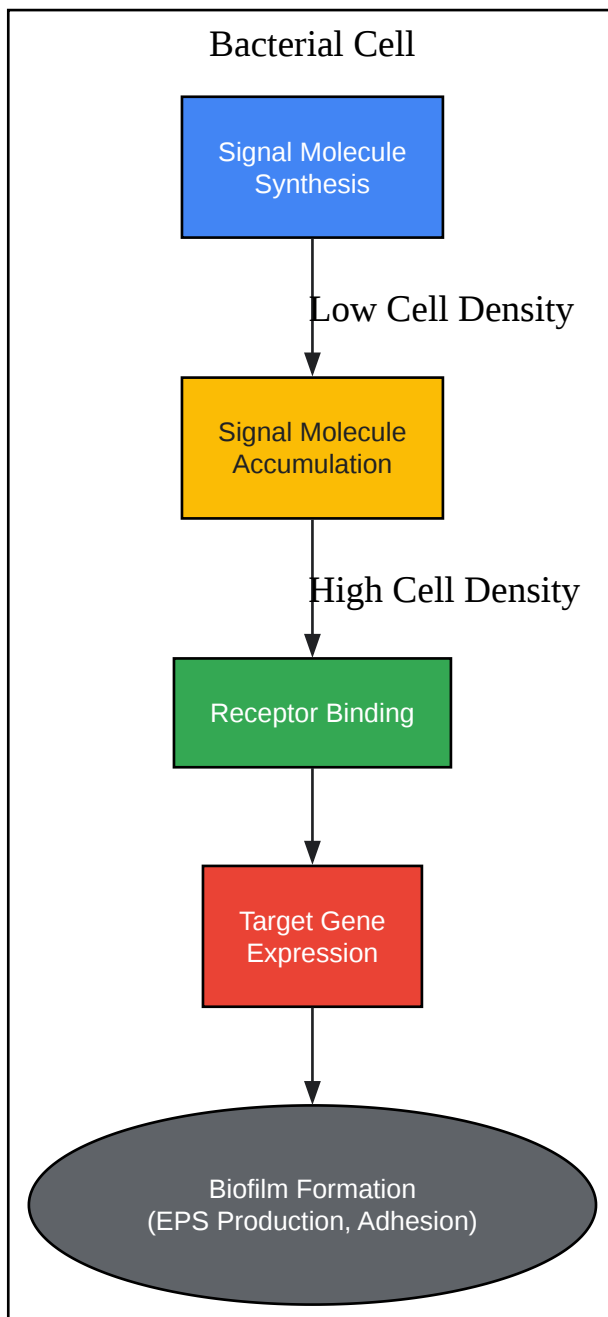 Bacterial Cell
Signal Molecule
Synthesis
Low Cell Density
Signal Molecule
Accumulation
High Cell Density
Receptor Binding
Target Gene
Expression
Biofilm Formation
(EPS Production, Adhesion)